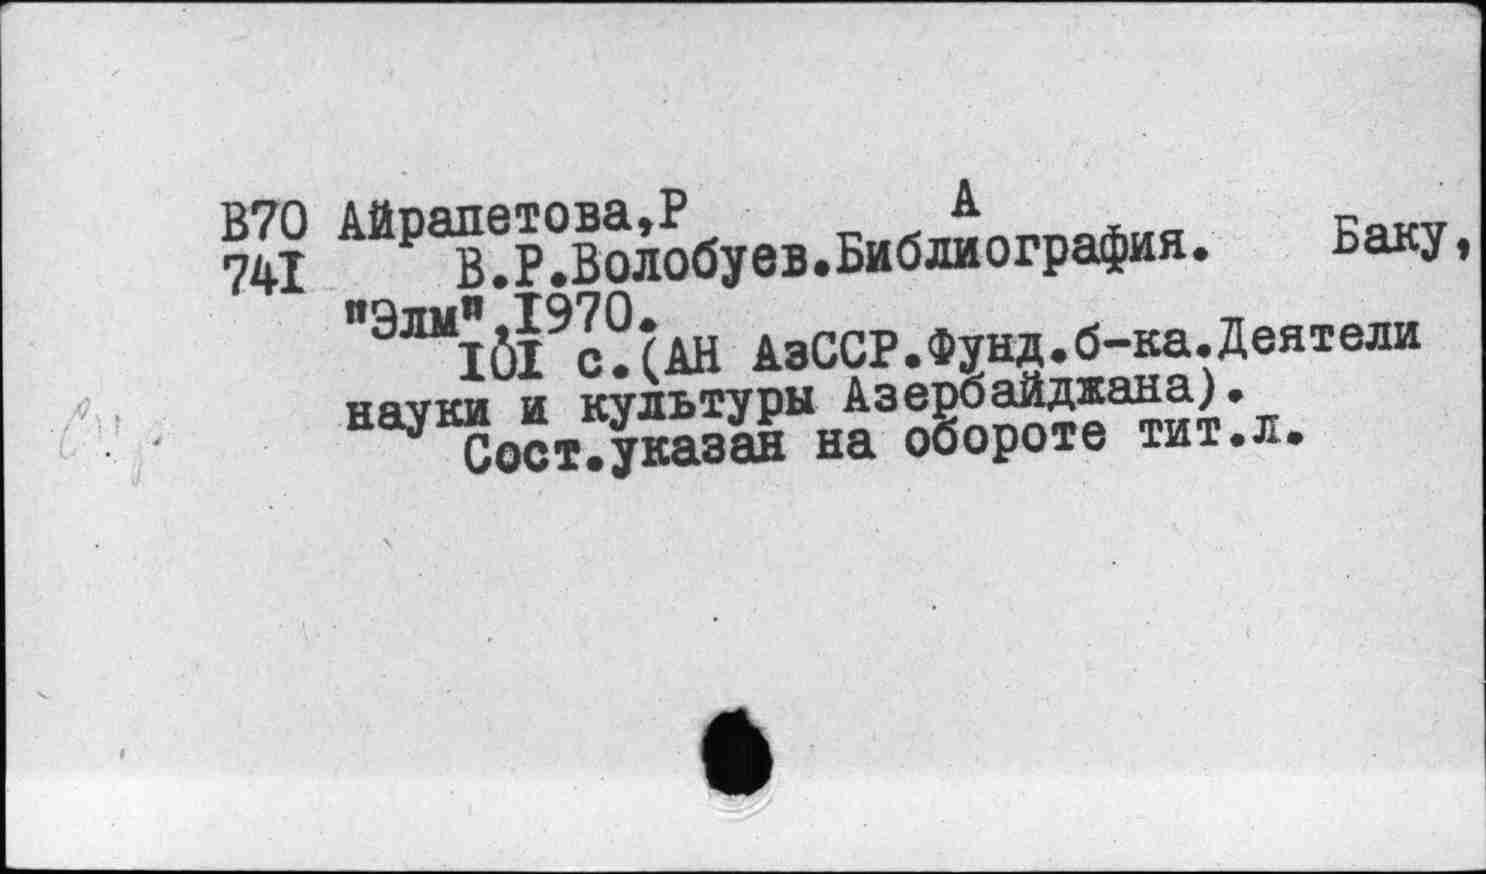 В70 Айрапетова,Р А
741 В.Р.Волобуев.Библиография. Баку,
"Элм",1970.
101 с.(АН АзССР.Фунд.б-ка.Деятели
науки и культуры Азербайджана).
Сост.указан на обороте тит.л.